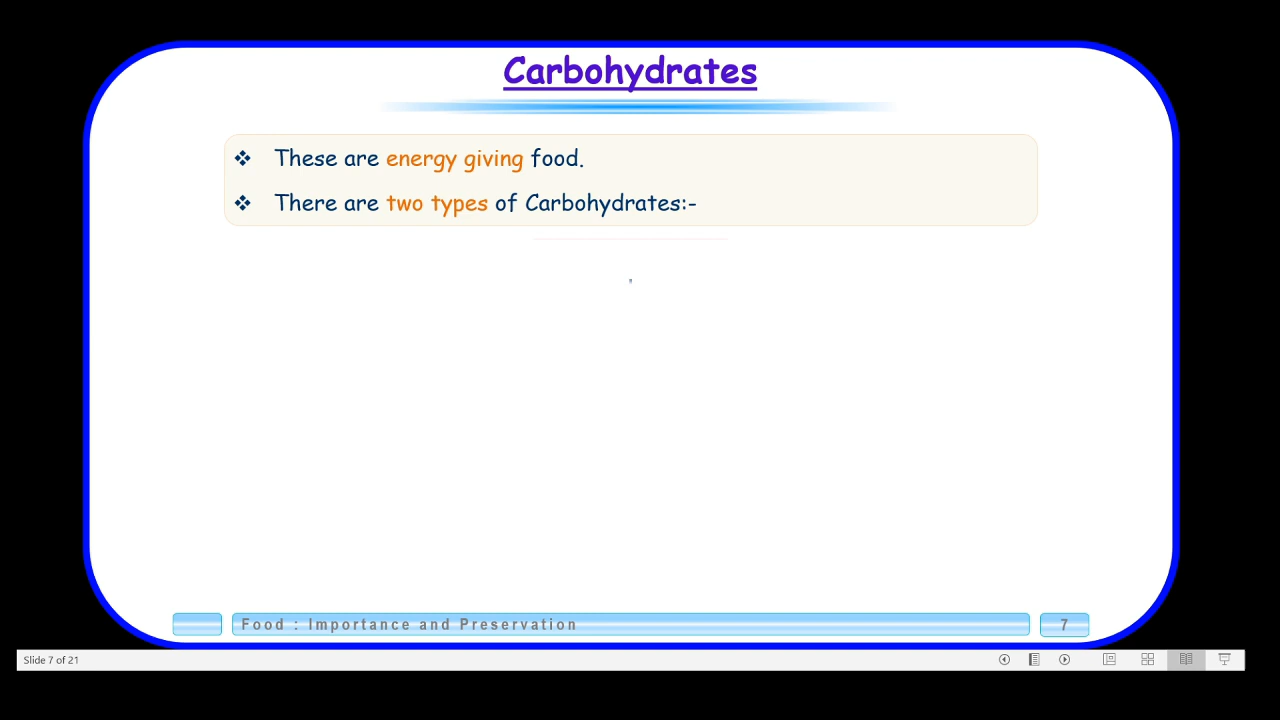 Carbohydrates
❖ These are energy giving food.
❖ There are two types of Carbohydrates:-
Food : Importance and Preservation
7
Slide 7 of 21